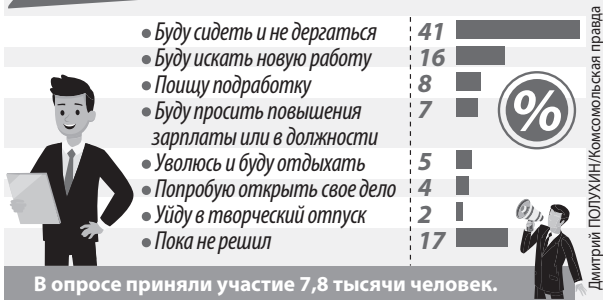 • Буду сидеть и не дергаться 41
• Буду искать новую работу 16
• Поищу подработку 8
• Буду просить повышения 7
зарплаты или в должности
• Уволюсь и буду отдыхать 5
• Попробую открыть свое дело 4
• Уйду в творческий отпуск 2
• Пока не решил 17
%
В опросе приняли участие 7,8 тысячи человек.
Дмитрий ПОЛУХИН/Комсомольская правда